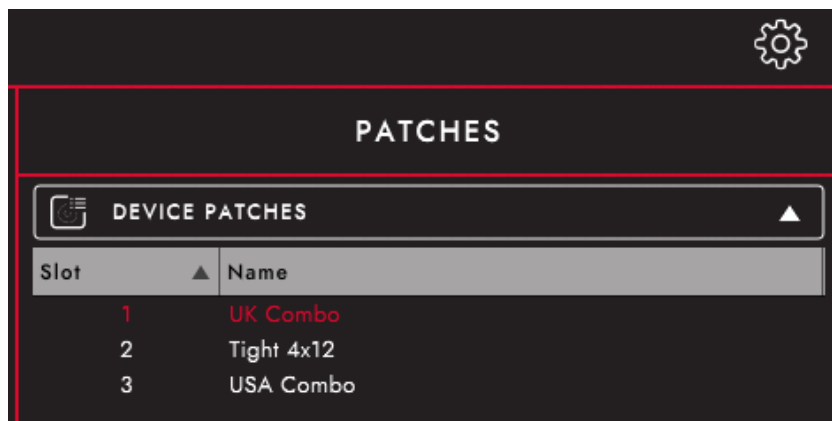 PATCHES
DEVICE PATCHES
Slot Name
1 UK Combo
2 Tight 4x12
3 USA Combo